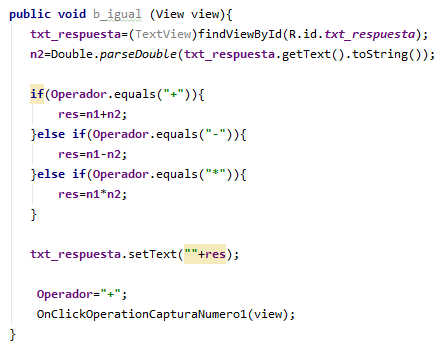 public void b_igual (View view){
txt_respuesta=(TextView)findViewById(R.id.txt_respuesta);
n2=Double.parseDouble(txt_respuesta.getText().toString());
if(Operador.equals("+")){
res=n1+n2;
}else if(Operador.equals("-")){
res=n1-n2;
}else if(Operador.equals("*")){
res=n1*n2;
}
txt_respuesta.setText(""+res);
Operador="+";
OnClickOperationCapturaNumero1(view);
}